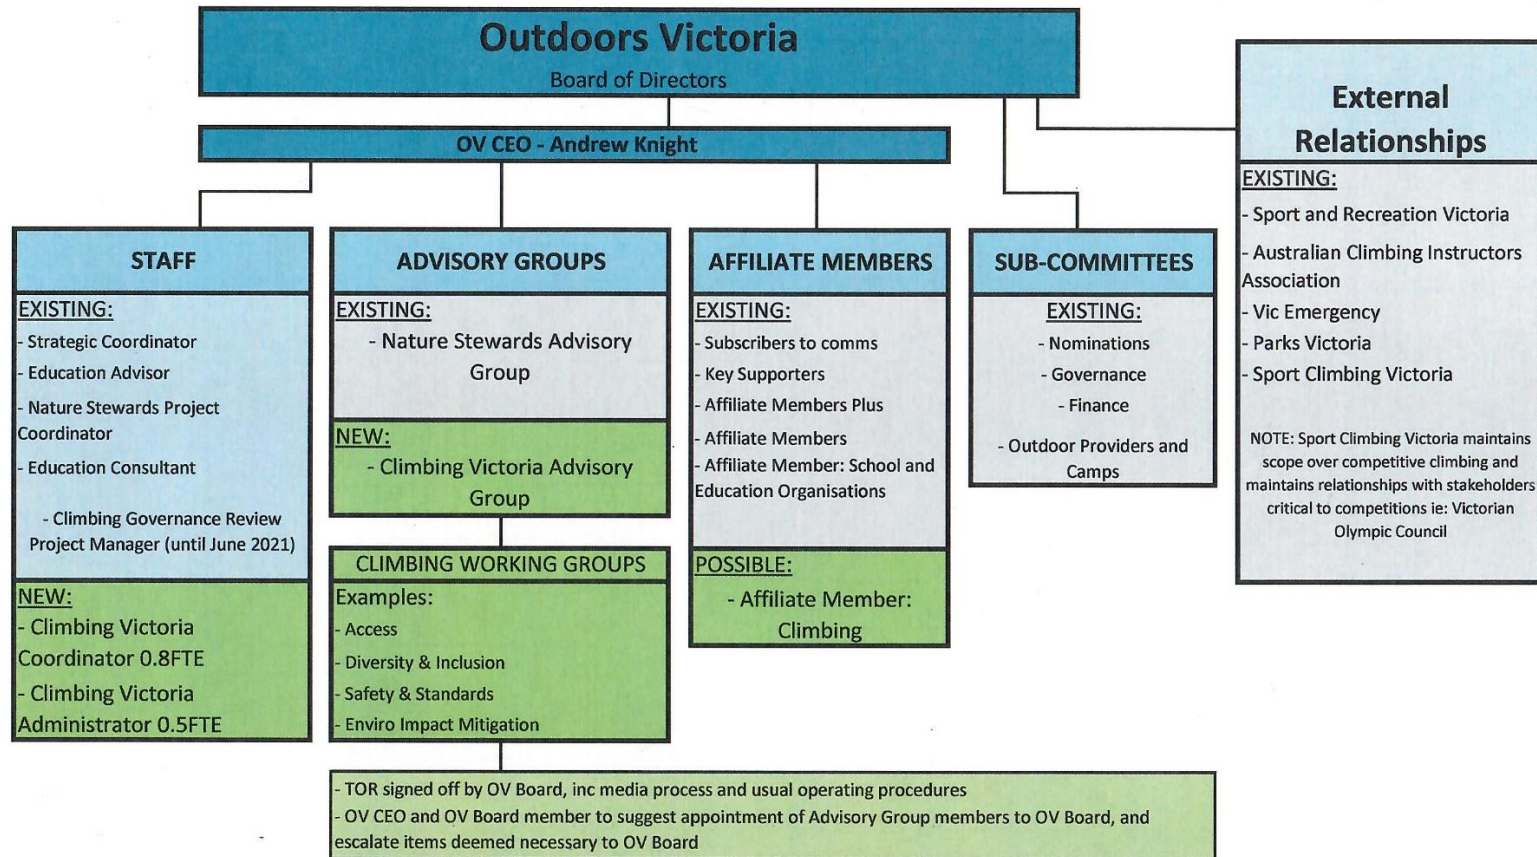 Outdoors Victoria
Board of Directors
OV CEO - Andrew Knight
STAFF
EXISTING:
- Strategic Coordinator
- Education Advisor
- Nature Stewards Project
Coordinator
- Education Consultant
- Climbing Governance Review
Project Manager (until June 2021)
NEW:
- Climbing Victoria
Coordinator 0.8FTE
- Climbing Victoria
Administrator 0.5FTE
ADVISORY GROUPS
EXISTING:
- Nature Stewards Advisory
Group
NEW:
- Climbing Victoria Advisory
Group
CLIMBING WORKING GROUPS
Examples:
- Access
- Diversity & Inclusion
- Safety & Standards
- Enviro Impact Mitigation
- TOR signed off by OV Board, inc media process and usual operating procedures
- OV CEO and OV Board member to suggest appointment of Advisory Group members to OV Board, and
escalate items deemed necessary to OV Board
AFFILIATE MEMBERS
EXISTING:
- Subscribers to comms
- Key Supporters
- Affiliate Members Plus
- Affiliate Members
- Affiliate Member: School and
Education Organisations
POSSIBLE:
- Affiliate Member:
Climbing
SUB-COMMITTEES
EXISTING:
- Nominations
- Governance
- Finance
- Outdoor Providers and
Camps
External
Relationships
EXISTING:
- Sport and Recreation Victoria
- Australian Climbing Instructors
Association
- Vic Emergency
- Parks Victoria
- Sport Climbing Victoria
NOTE: Sport Climbing Victoria maintains
scope over competitive climbing and
maintains relationships with stakeholders
critical to competitions ie: Victorian
Olympic Council